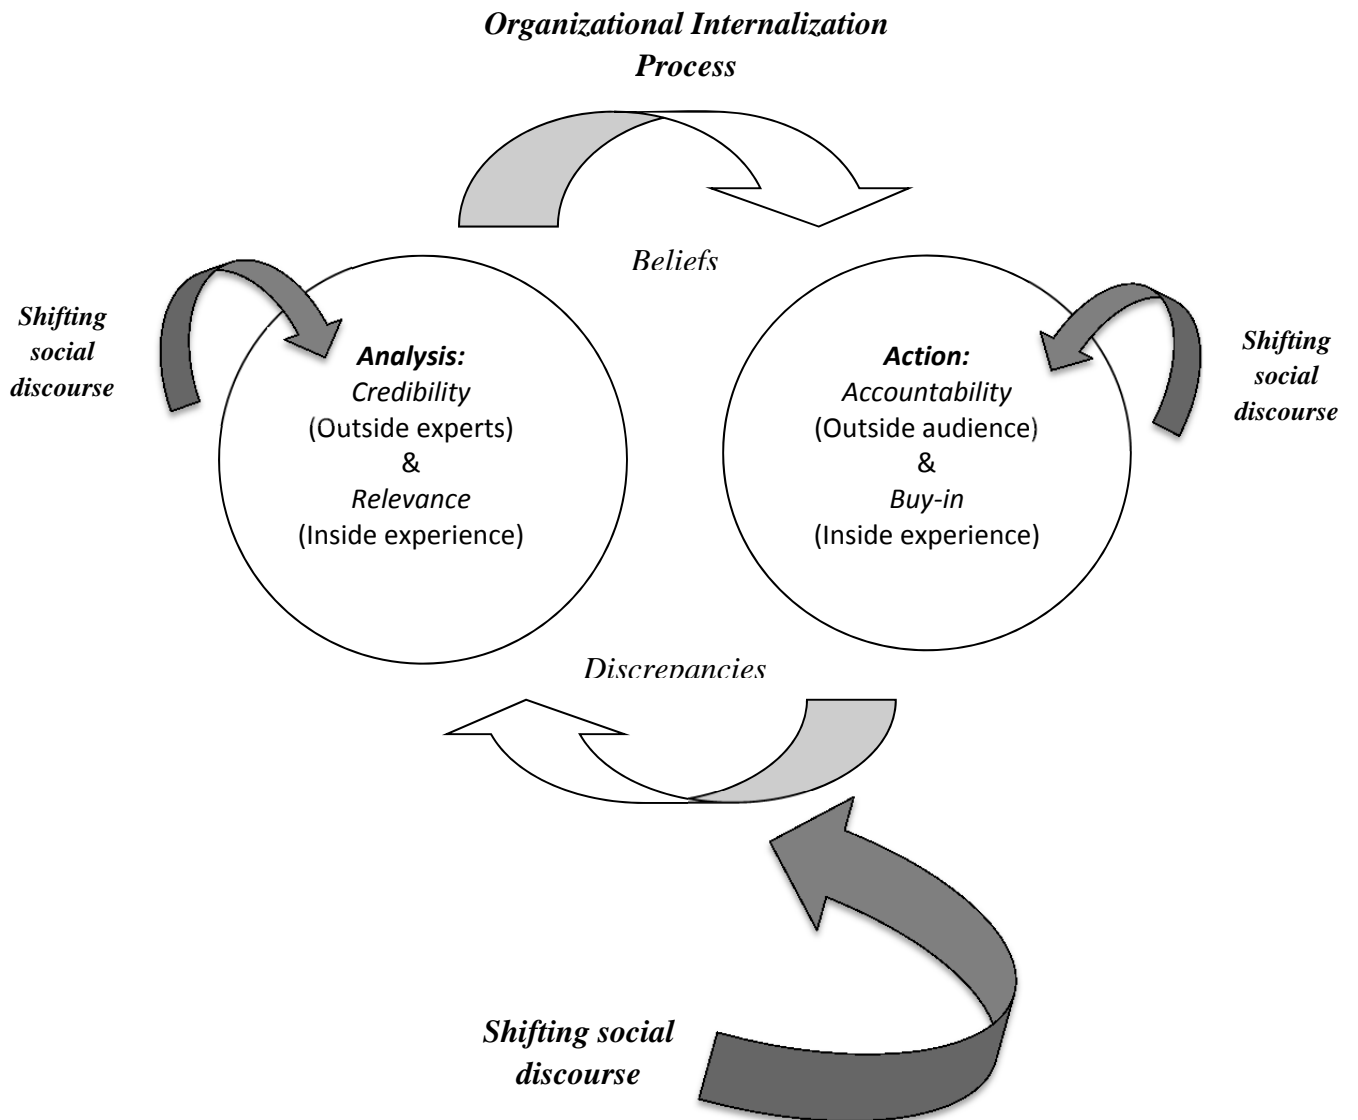 Organizational Internalization
Process
Beliefs
Shifting
social
discourse
Analysis:
Credibility
(Outside experts)
&
Relevance
(Inside experience)
Action:
Accountability
(Outside audience)
&
Buy-in
(Inside experience)
Shifting
social
discourse
Discrepancies
Shifting social
discourse